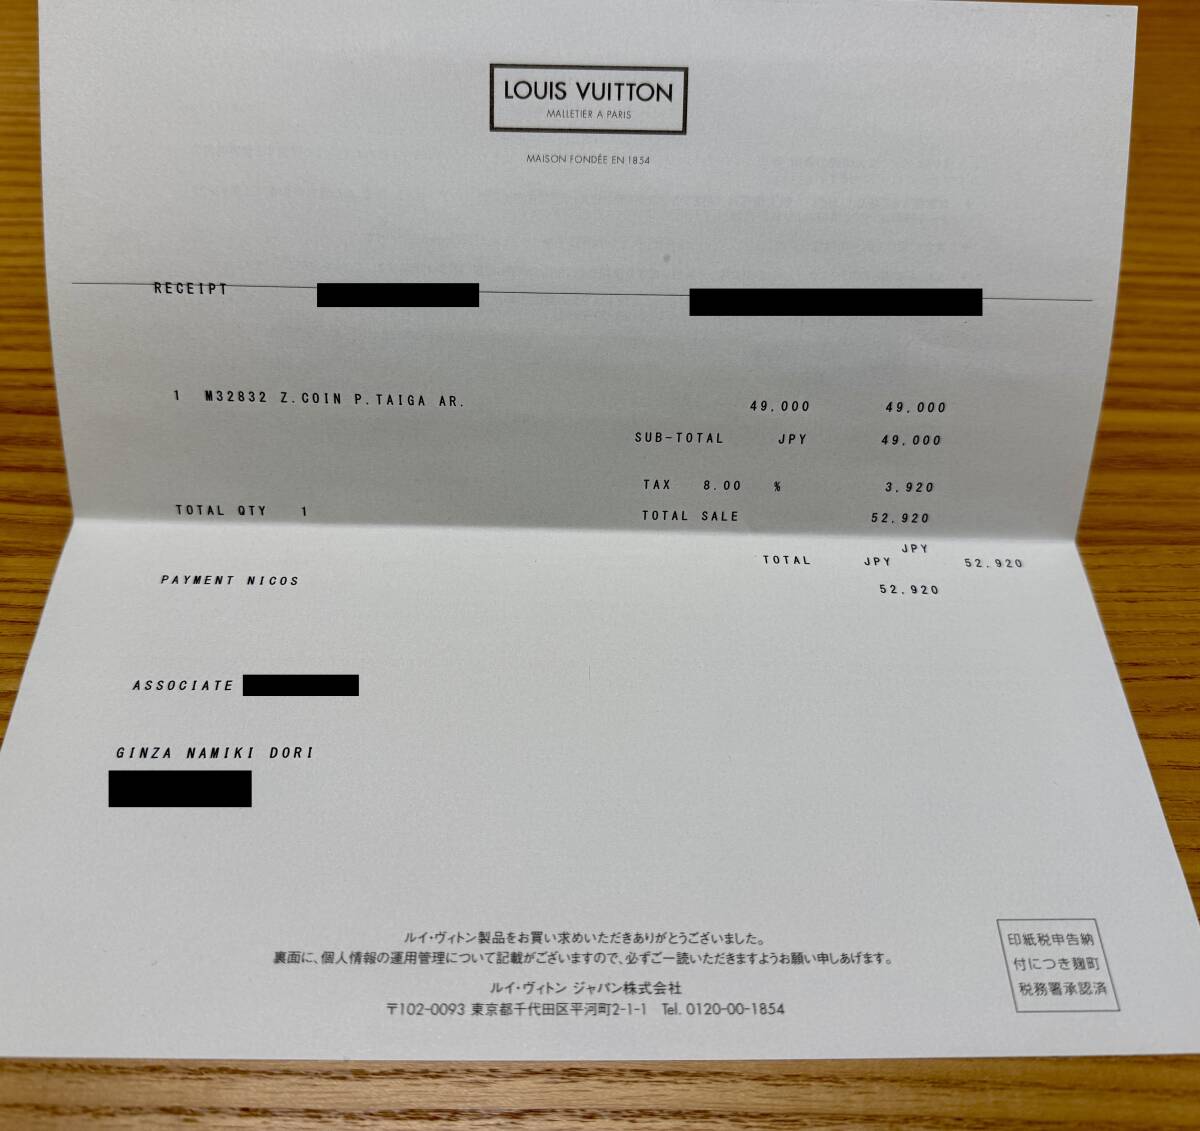 LOUIS VUITTON
MALLETIER A PARIS
MAISON FONDÉE EN 1854
RECEIPT
1 M32832 Z.COIN P.TAIGA AR. 49,000 49,000
SUB-TOTAL JPY 49,000
TAX 8.00 % 3,920
TOTAL QTY 1 TOTAL SALE 52,920
JPY
TOTAL JPY 52,920
PAYMENT NICOS 52,920
ASSOCIATE
GINZA NAMIKI DORI
ルイ・ヴィトン製品をお買い求めいただきありがとうございました。
裏面に、個人情報の運用管理について記載がございますので、必ずご一読いただきますようお願い申しあげます。
ルイ・ヴィトン ジャパン株式会社
〒102-0093 東京都千代田区平河町2-1-1 Tel. 0120-00-1854
印紙税申告納
付につき麹町
税務署承認済